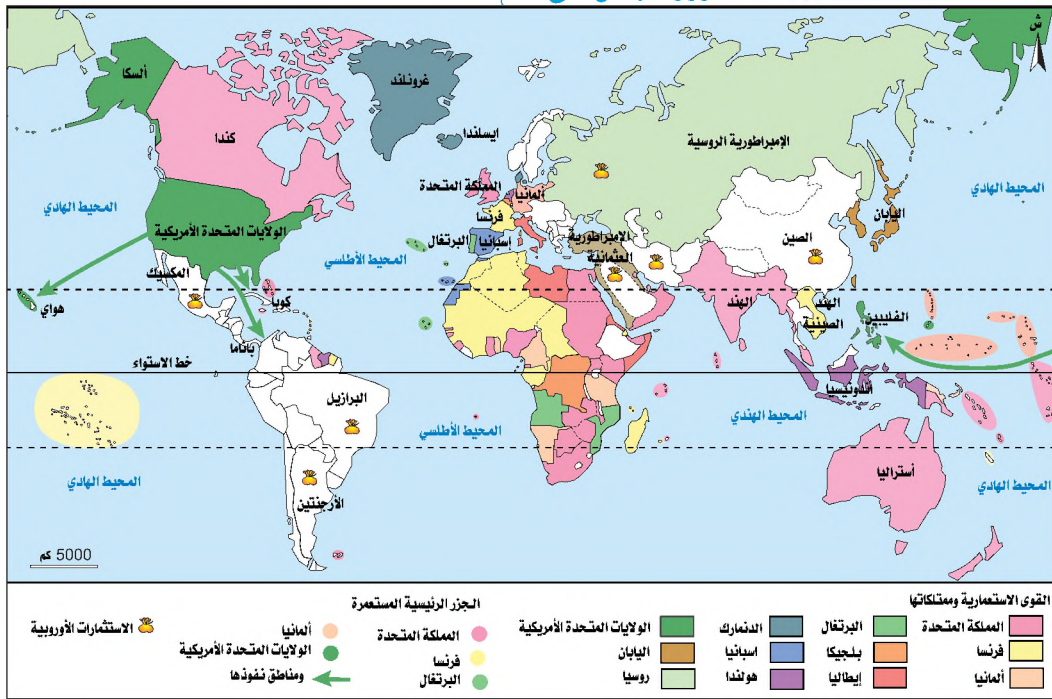 ش
ألسكا
غرونلند
كندا
ايسلندا
الإمبراطورية الروسية
المملكة المتحدة
ألمانيا
المحيط الهادي
المحيط الهادي
فرنسا
اليابان
الولايات المتحدة الأمريكية
إسبانيا
البرتغال
الإمبراطورية
العثمانية
الصين
المحيط الأطلسي
المكسيك
هواي
كوبا
الهند
الهند
الصينية
الفليبين
باناما
خط الاستواء
أندونيسيا
البرازيل
المحيط الأطلسي
المحيط الهندي
أستراليا
المحيط الهادي
المحيط الهادي
الأرجنتين
5000 كم
القوى الاستعمارية وممتلكاتها
المملكة المتحدة
فرنسا
ألمانيا
البرتغال
بلجيكا
إيطاليا
الدنمارك
اسبانيا
هولندا
الولايات المتحدة الأمريكية
اليابان
روسيا
الجزر الرئيسية المستعمرة
المملكة المتحدة
فرنسا
البرتغال
ألمانيا
الولايات المتحدة الأمريكية
ومناطق نفوذها
الاستثمارات الأوروبية